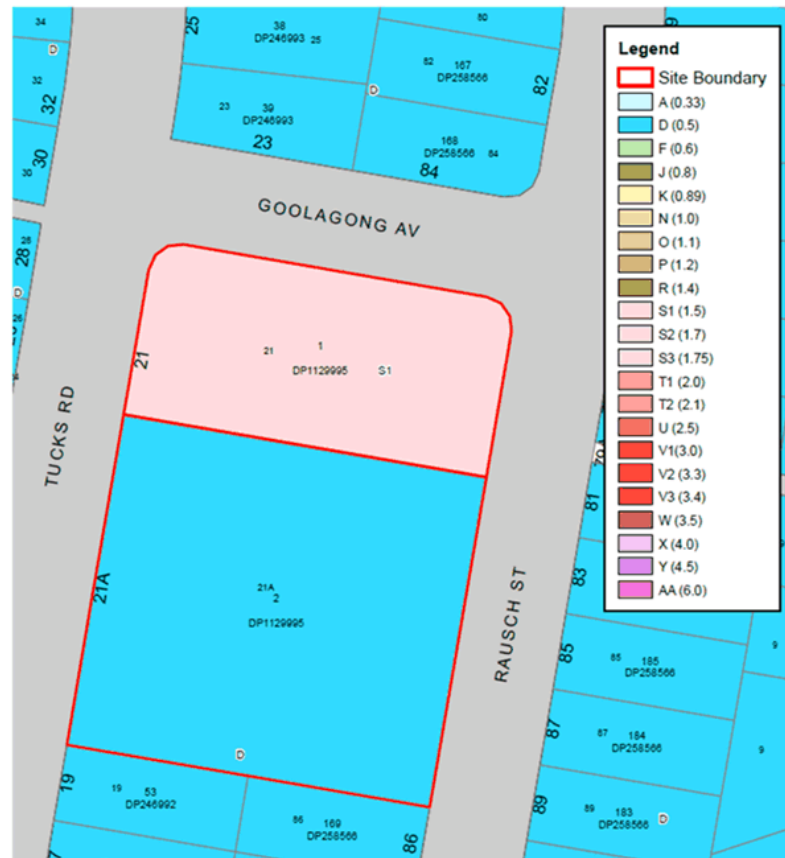 34
D
32
32
30
30
28
28
D
26
25
38
DP246993
25
80
82
167
DP258566
82
D
23
39
DP246993
23
168
DP258566
84
84
GOOLAGONG AV
21
21
1
DP1129995
S1
TUCKS RD
21A
21A
2
DP1129995
RAUSCH ST
D
19
19
53
DP246992
86
169
DP258566
86
79A
81
83
85
85
185
DP258566
87
87
184
DP258566
89
89
183
DP258566
D
9
9
Legend
Site Boundary
A (0.33)
D (0.5)
F (0.6)
J (0.8)
K (0.89)
N (1.0)
O (1.1)
P (1.2)
R (1.4)
S1 (1.5)
S2 (1.7)
S3 (1.75)
T1 (2.0)
T2 (2.1)
U (2.5)
V1(3.0)
V2 (3.3)
V3 (3.4)
W (3.5)
X (4.0)
Y (4.5)
AA (6.0)